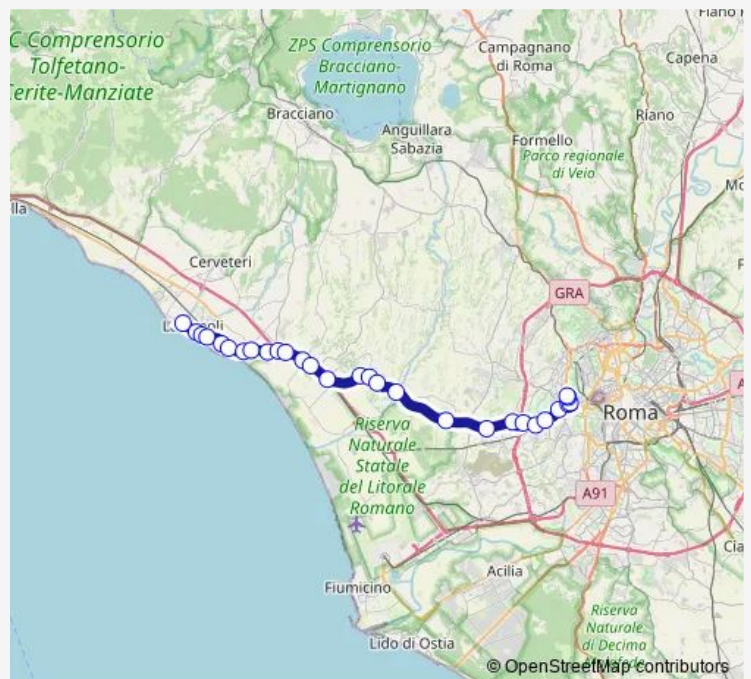 Fiano
C Comprensorio
Tolfetano-
Cerite-Manziate
ZPS Comprensorio
Bracciano-
Martignano
Campagnano
di Roma
Capena
Bracciano
Riano
Anguillara
Sabazia
Formello
Parco regionale
di Veio
lla
Cerveteri
GRA
Roma
Riserva
Naturale
Statale
del Litorale
Romano
A91
Acilia
Fiumicino
Lido di Ostia
Riserva
Naturale
di Decima
© OpenStreetMap contributors